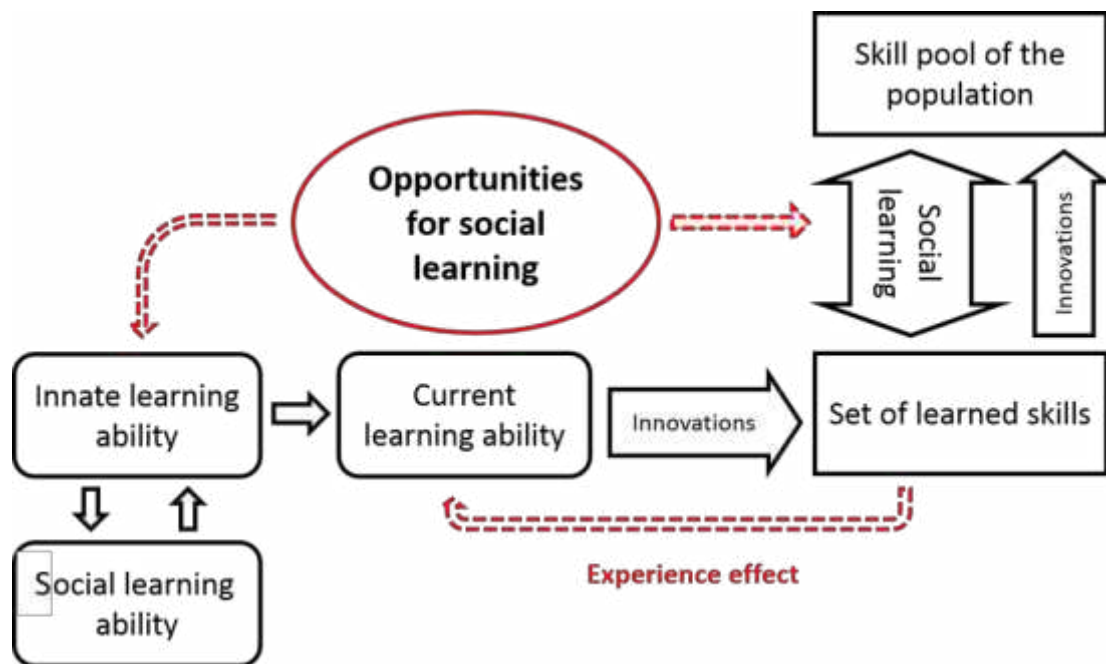 Skill pool of the
population
Opportunities
for social
learning
Social
learning
Innovations
Innate learning
ability
Current
learning ability
Innovations
Set of learned skills
Experience effect
Social learning
ability